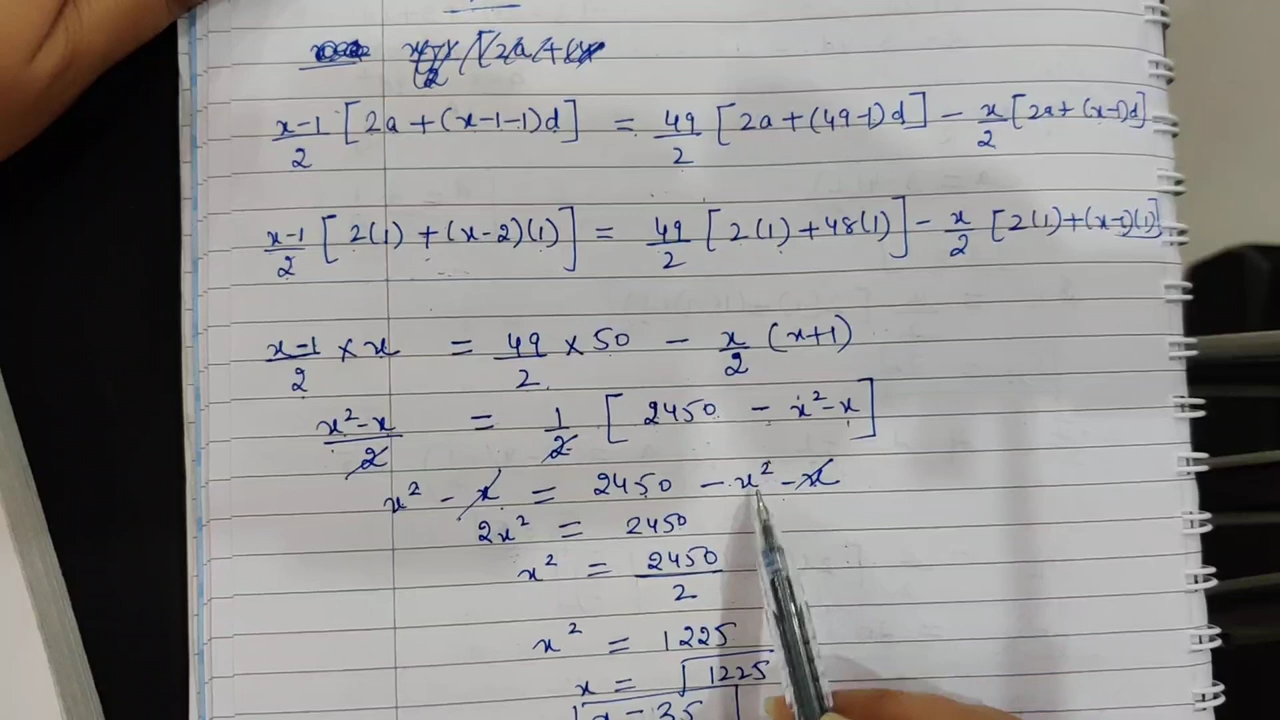 x-1/2 [2a+(x-1-1)d] = 49/2 [2a+(49-1)d] - x/2 [2a+(x-1)d]
x-1/2 [2(1)+(x-2)(1)] = 49/2 [2(1)+48(1)] - x/2 [2(1)+(x-1)(1)]
x-1/2 × x = 49/2 × 50 - x/2 (x+1)
x²-x/2 = 1/2 [2450 - x²-x]
x² - x = 2450 - x² - x
2x² = 2450
x² = 2450/2
x² = 1225
x = √1225
x = 35